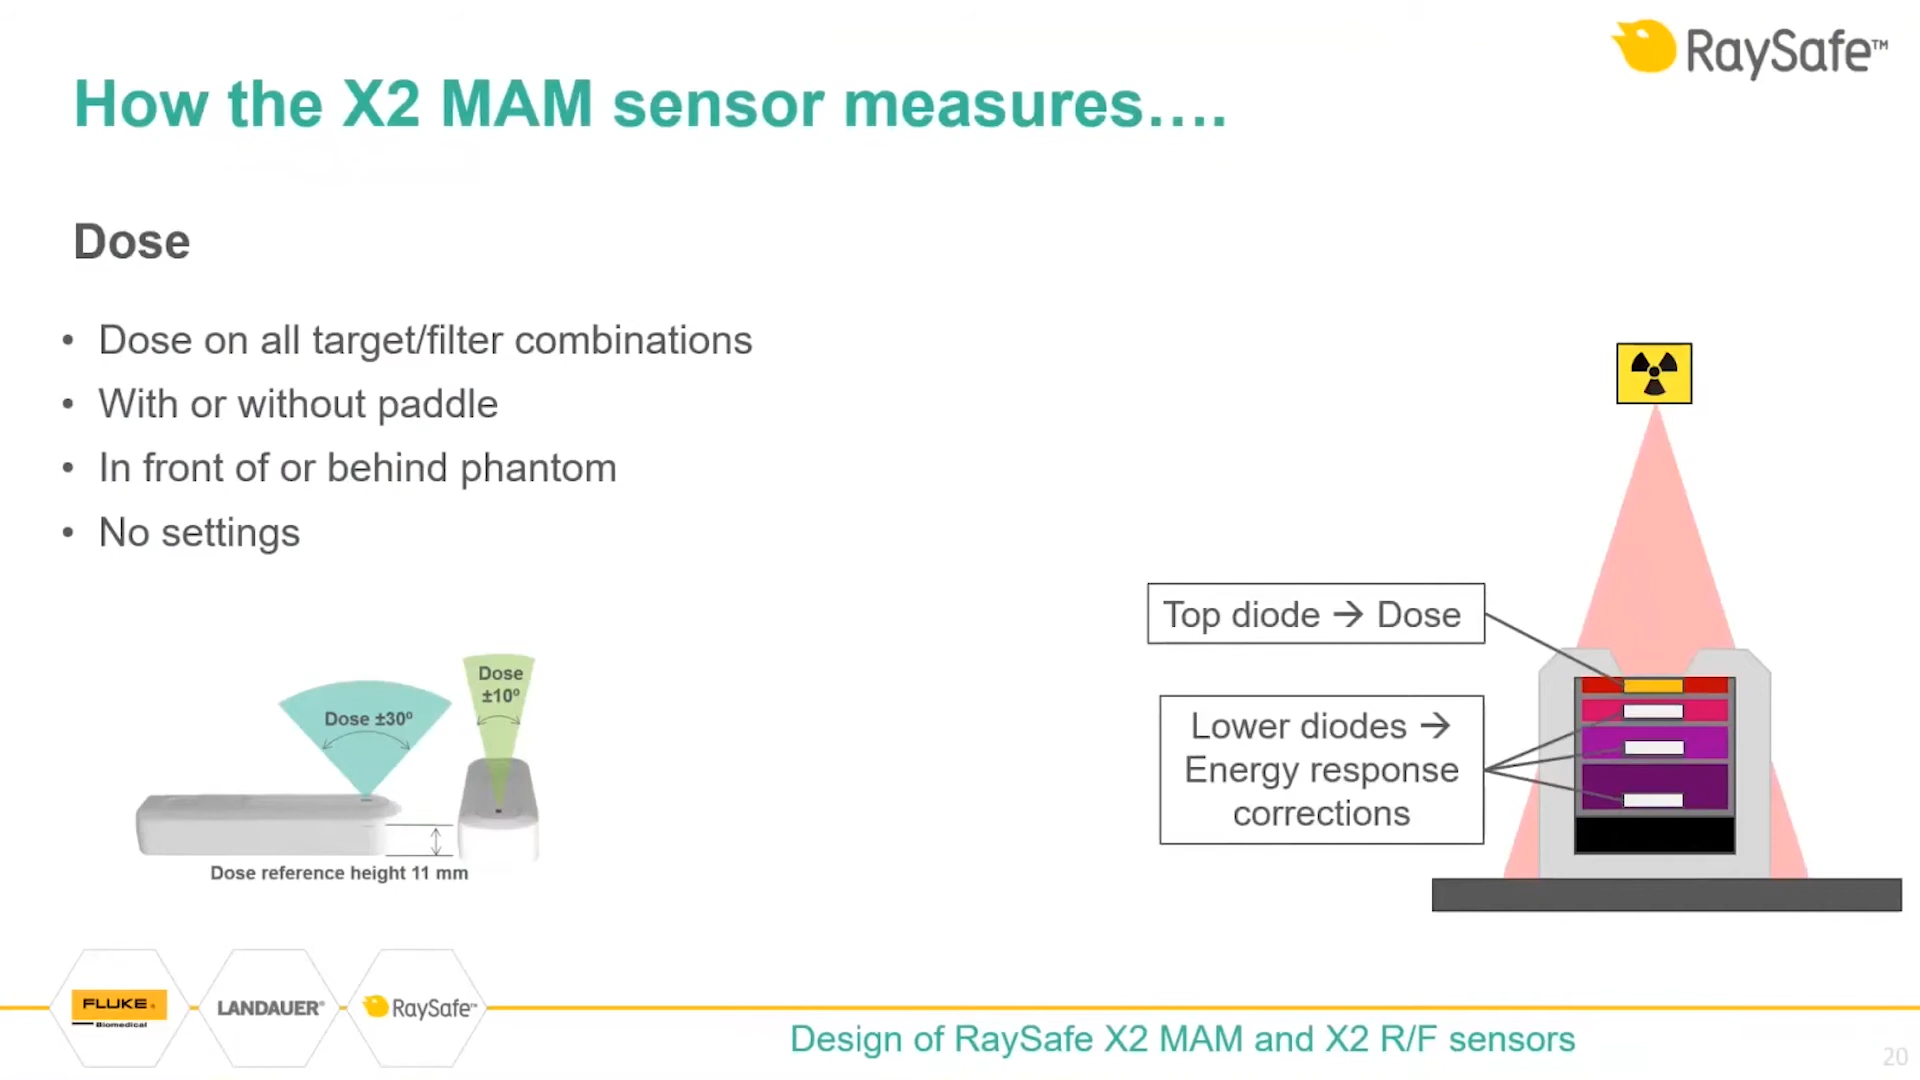 RaySafe™
How the X2 MAM sensor measures….
Dose
• Dose on all target/filter combinations
• With or without paddle
• In front of or behind phantom
• No settings
Top diode → Dose
Lower diodes →
Energy response
corrections
Dose ±30º
Dose
±10º
Dose reference height 11 mm
FLUKE®
Biomedical
LANDAUER®
RaySafe™
Design of RaySafe X2 MAM and X2 R/F sensors
20